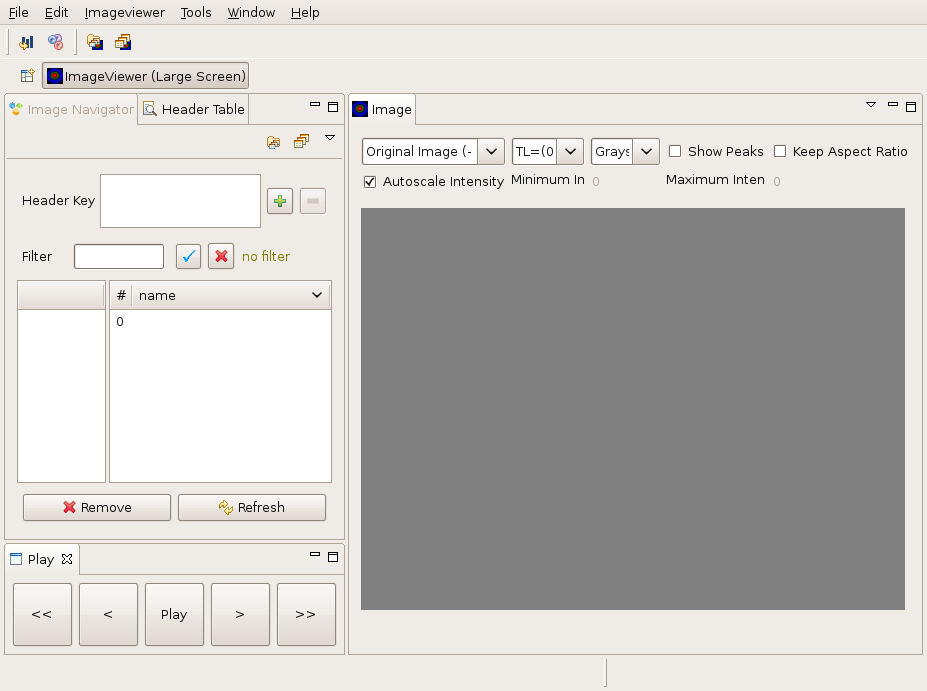 File Edit Imageviewer Tools Window Help
ImageViewer (Large Screen)
Image Navigator Header Table
Header Key
Filter no filter
# name
0
Remove Refresh
Play
<< < Play > >>
Image
Original Image (- TL=(0 Grays Show Peaks Keep Aspect Ratio
Autoscale Intensity Minimum In 0 Maximum Inten 0